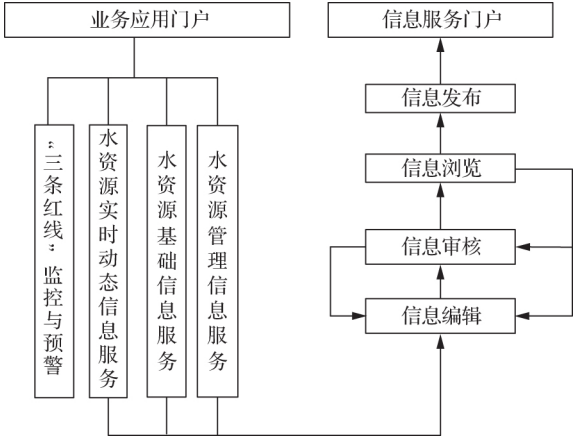 业务应用门户
信息服务门户
信息发布
信息浏览
信息审核
信息编辑
“三条红线”监控与预警
水资源实时动态信息服务
水资源基础信息服务
水资源管理信息服务